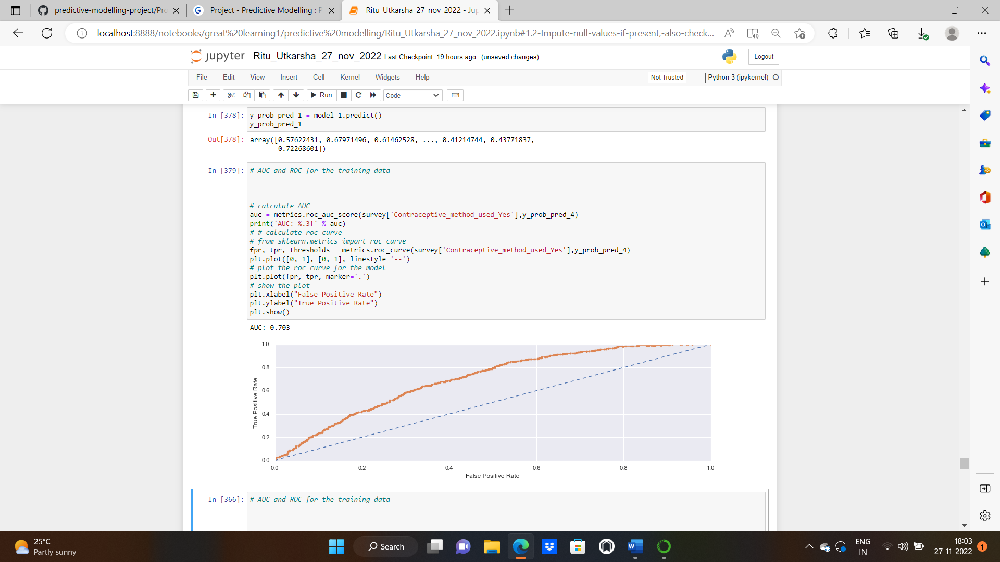 predictive-modelling-project/Pro
Project - Predictive Modelling : P
Ritu_Utkarsha_27_nov_2022 - Jup
localhost:8888/notebooks/great%20learning1/predictive%20modelling/Ritu_Utkarsha_27_nov_2022.ipynb#1.2-Impute-null-values-if-present,-also-check...
jupyter Ritu_Utkarsha_27_nov_2022 Last Checkpoint: 19 hours ago (unsaved changes)
Logout
File Edit View Insert Cell Kernel Widgets Help
Not Trusted
Python 3 (ipykernel)
Run
Code
In [378]: y_prob_pred_1 = model_1.predict()
y_prob_pred_1
Out[378]: array([0.57622431, 0.67971496, 0.61462528, ..., 0.41214744, 0.43771837,
0.72268601])
In [379]: # AUC and ROC for the training data
# calculate AUC
auc = metrics.roc_auc_score(survey['Contraceptive_method_used_Yes'],y_prob_pred_4)
print('AUC: %.3f' % auc)
# # calculate roc curve
# from sklearn.metrics import roc_curve
fpr, tpr, thresholds = metrics.roc_curve(survey['Contraceptive_method_used_Yes'],y_prob_pred_4)
plt.plot([0, 1], [0, 1], linestyle='--')
# plot the roc curve for the model
plt.plot(fpr, tpr, marker='.')
# show the plot
plt.xlabel("False Positive Rate")
plt.ylabel("True Positive Rate")
plt.show()
AUC: 0.703
1.0
0.8
0.6
0.4
0.2
0.0
True Positive Rate
0.0 0.2 0.4 0.6 0.8 1.0
False Positive Rate
In [366]: # AUC and ROC for the training data
25°C
Partly sunny
Search
ENG
IN
18:03
27-11-2022
1